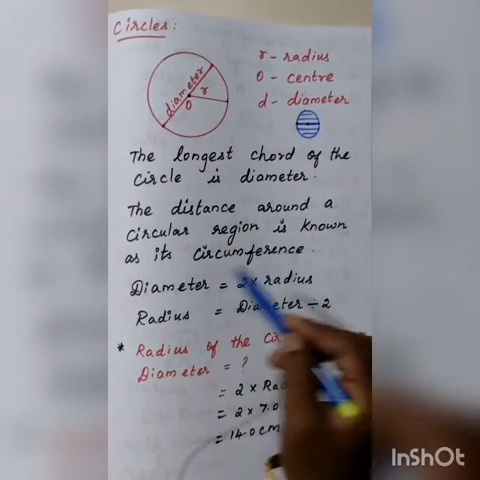 Circles:
diameter
r
O
r - radius
O - centre
d - diameter
The longest chord of the
circle is diameter.
The distance around a
circular region is known
as its circumference.
Diameter = 2 × radius
Radius = Diameter ÷ 2
* Radius of the
Diameter = ?
= 2 ×
= 2 × 7.0
= 14.0 cm
InShOt